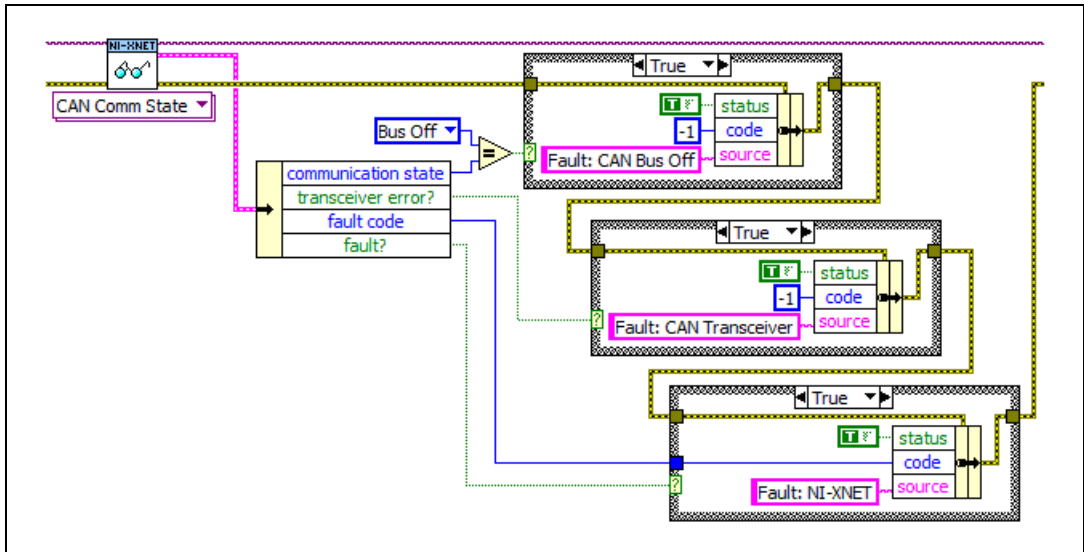 NI-XNET
CAN Comm State
True
T F
status
Bus Off
-1
code
=
?
Fault: CAN Bus Off
source
communication state
transceiver error?
fault code
fault?
True
T F
status
-1
code
?
Fault: CAN Transceiver
source
True
T F
status
code
?
Fault: NI-XNET
source